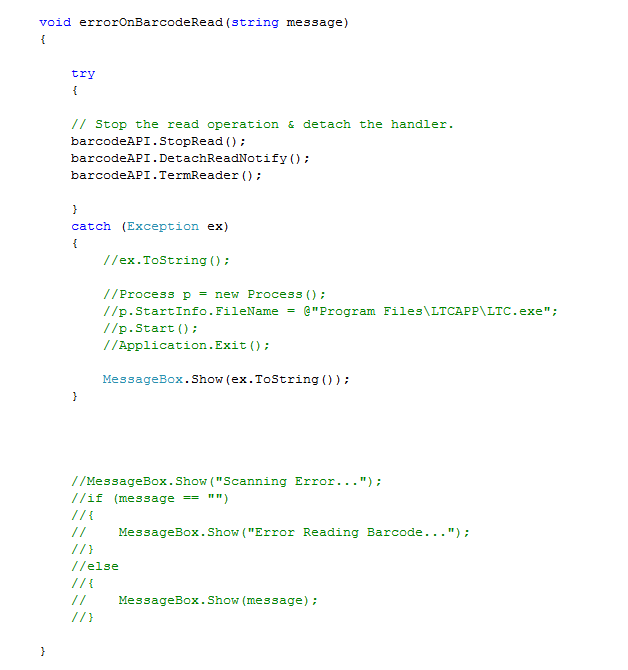 void errorOnBarcodeRead(string message)
{
try
{
// Stop the read operation & detach the handler.
barcodeAPI.StopRead();
barcodeAPI.DetachReadNotify();
barcodeAPI.TermReader();
}
catch (Exception ex)
{
//ex.ToString();
//Process p = new Process();
//p.StartInfo.FileName = @"Program Files\LTCAPP\LTC.exe";
//p.Start();
//Application.Exit();
MessageBox.Show(ex.ToString());
}
//MessageBox.Show("Scanning Error...");
//if (message == "")
//{
//    MessageBox.Show("Error Reading Barcode...");
//}
//else
//{
//    MessageBox.Show(message);
//}
}